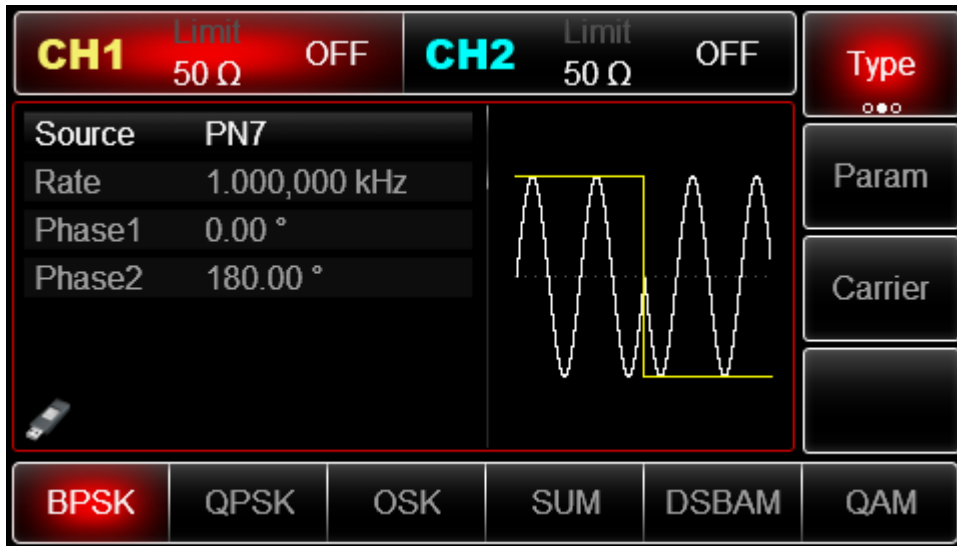 CH1 Limit 50 Ω OFF
CH2 Limit 50 Ω OFF
Type
Source PN7
Rate 1.000,000 kHz
Phase1 0.00 °
Phase2 180.00 °
Param
Carrier
BPSK QPSK OSK SUM DSBAM QAM